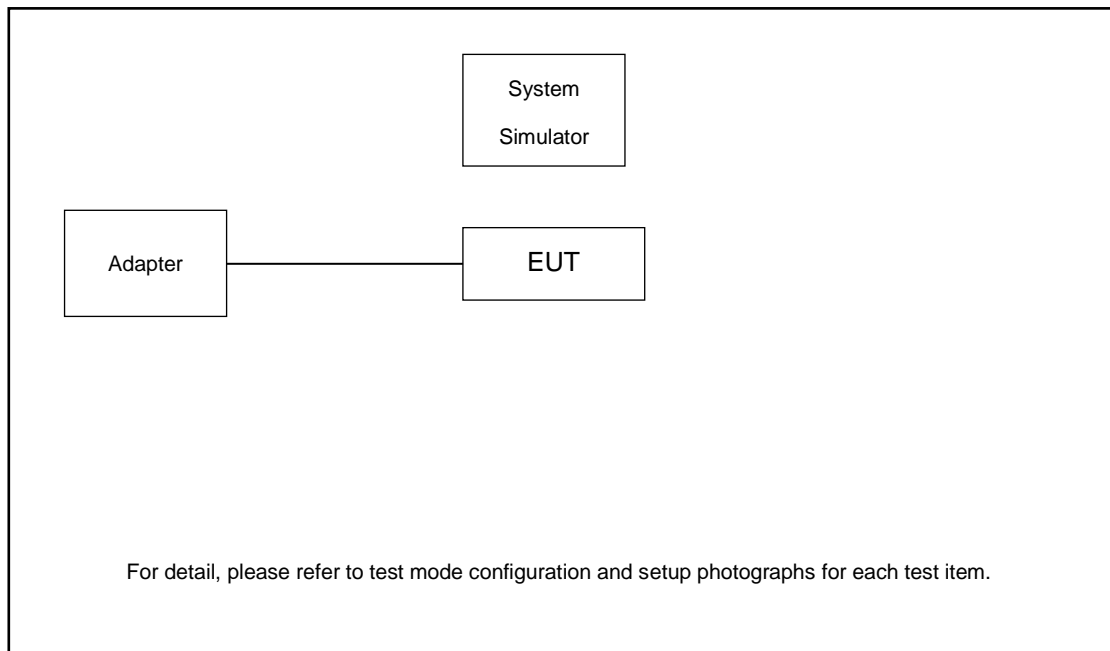 System
Simulator
Adapter
EUT
For detail, please refer to test mode configuration and setup photographs for each test item.